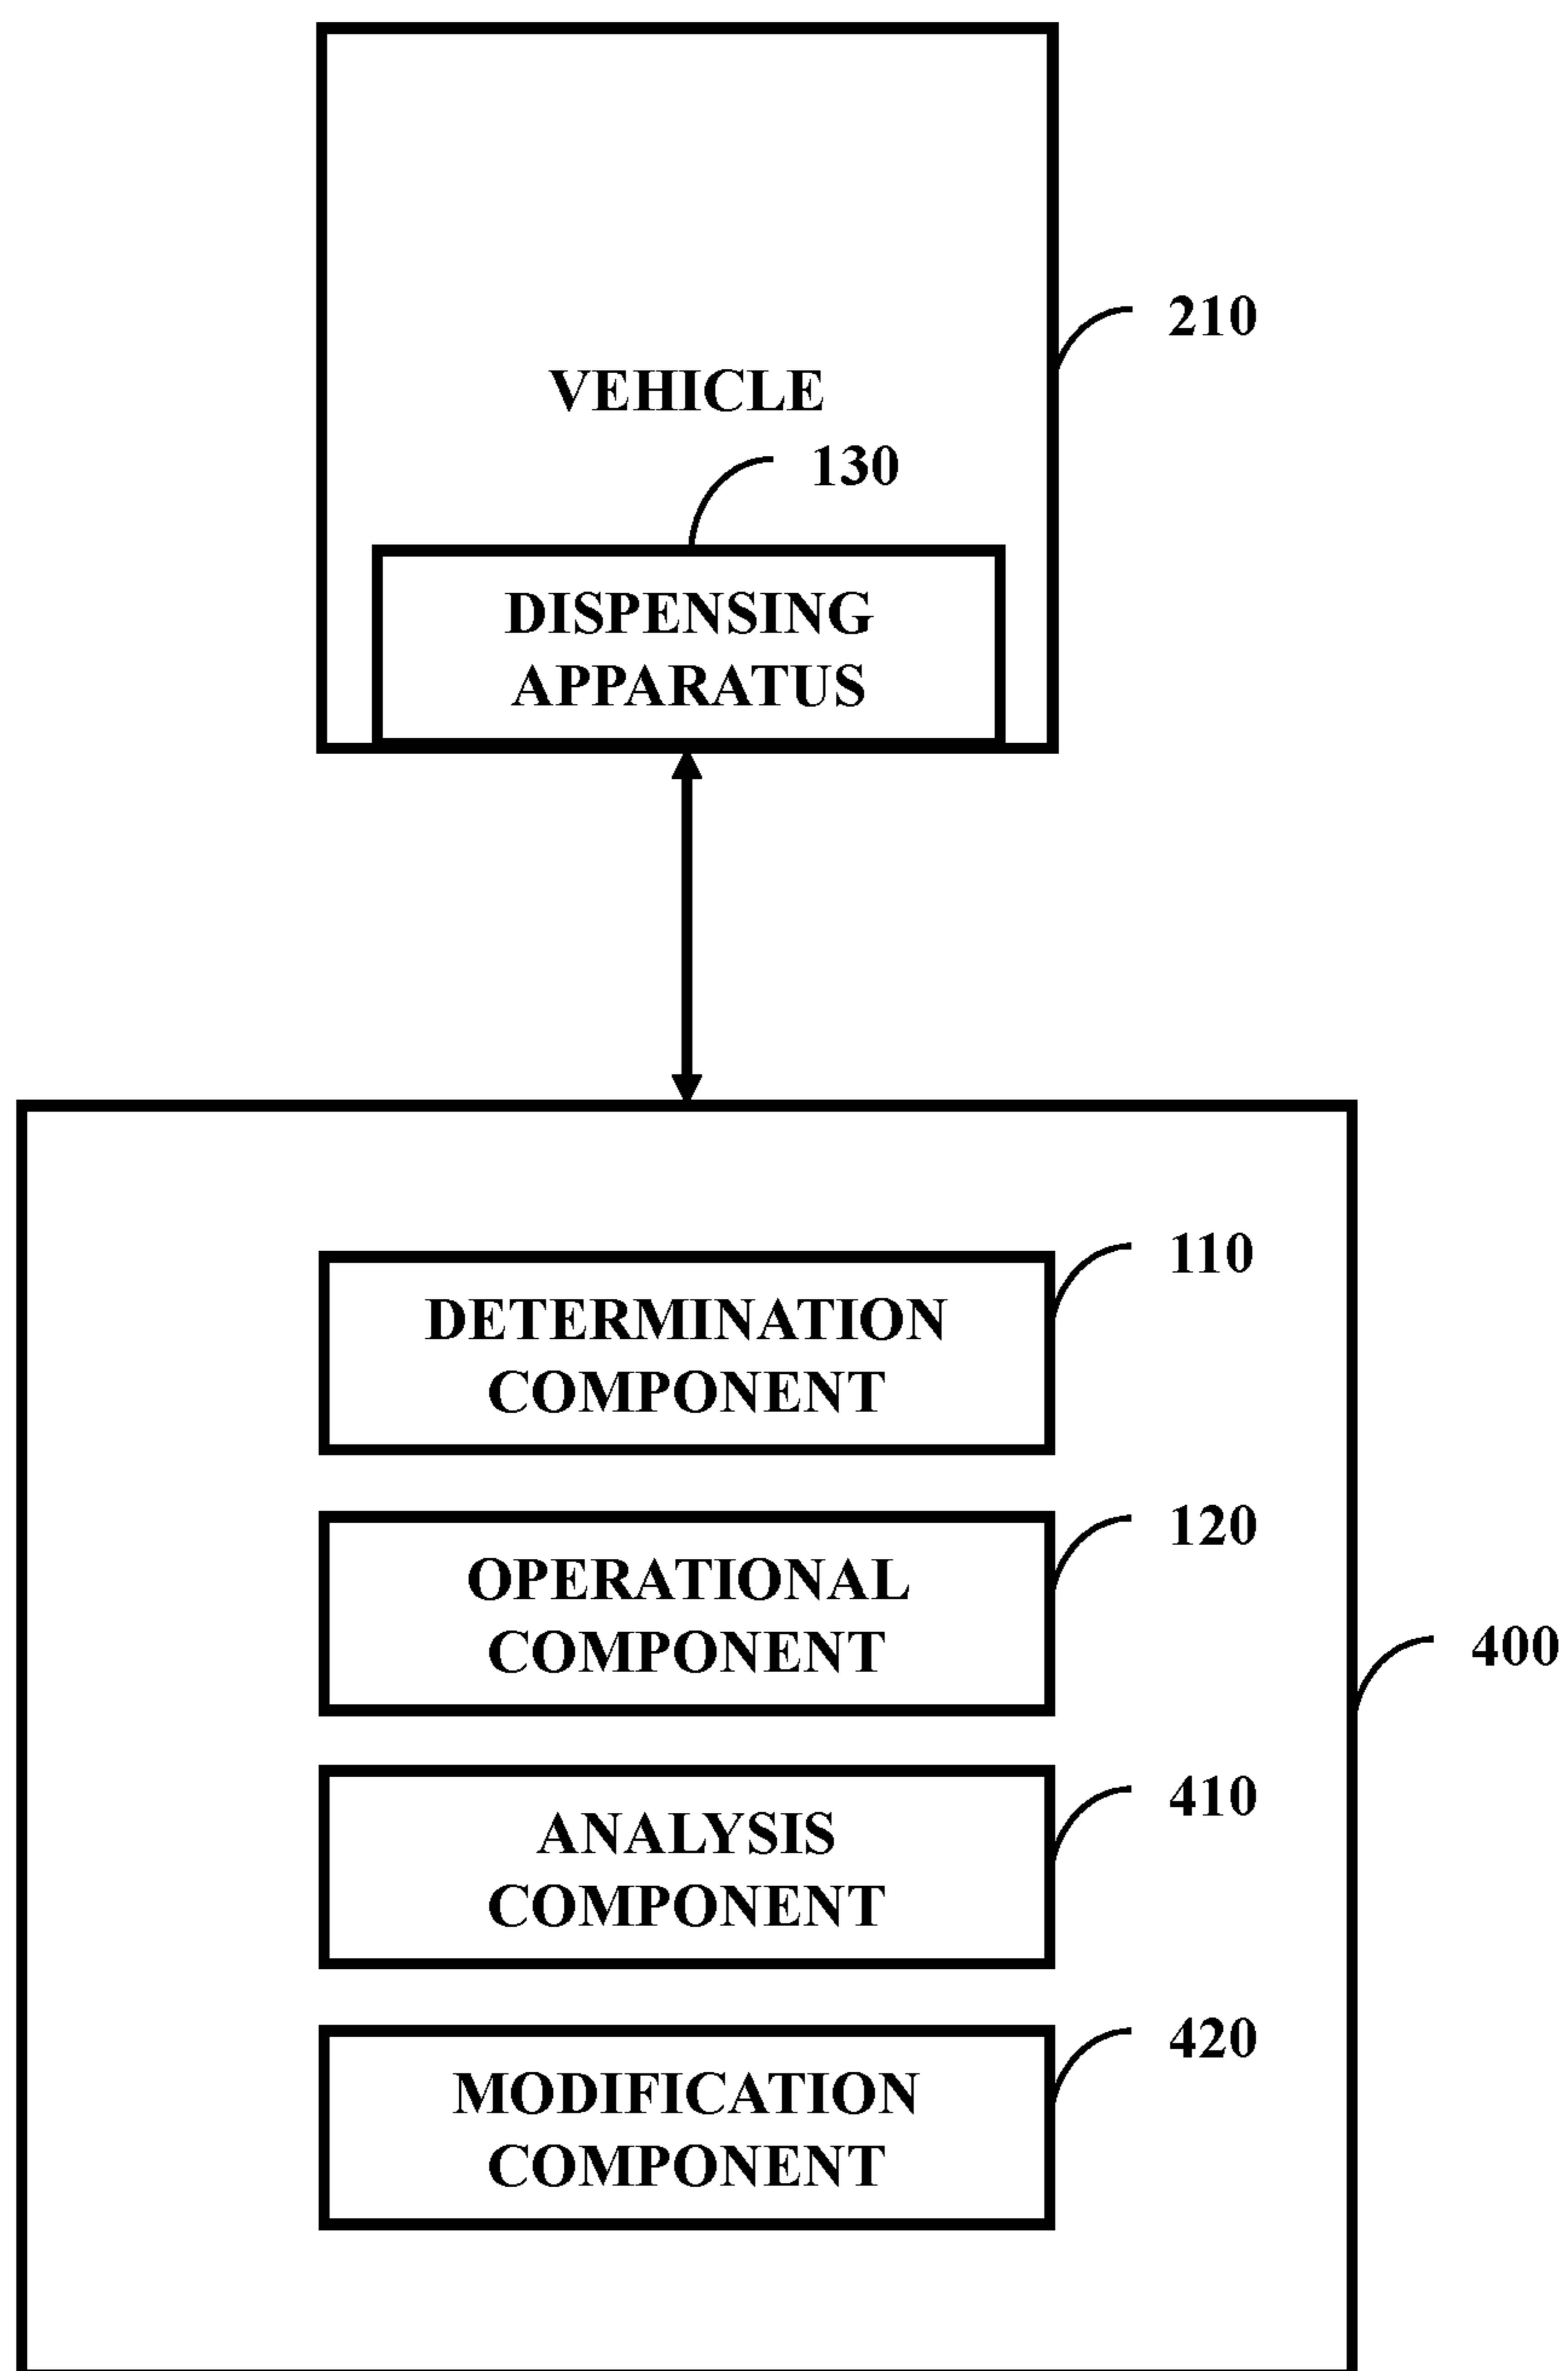 210
VEHICLE
130
DISPENSING
APPARATUS
110
DETERMINATION
COMPONENT
120
OPERATIONAL
COMPONENT
400
410
ANALYSIS
COMPONENT
420
MODIFICATION
COMPONENT